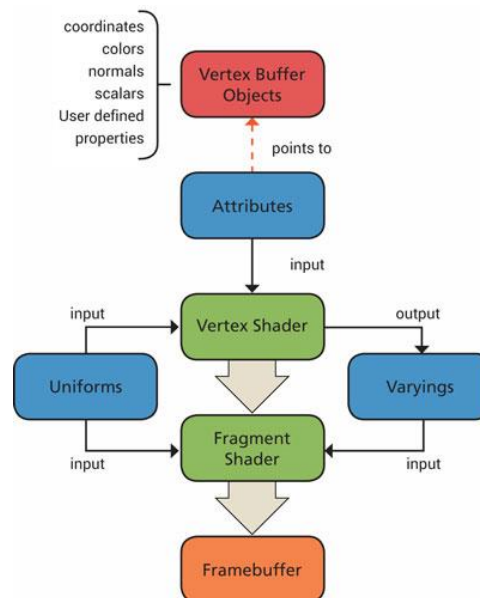 coordinates
colors
normals
scalars
User defined
properties
Vertex Buffer
Objects
points to
Attributes
input
input
Vertex Shader
output
Uniforms
Varyings
input
Fragment
Shader
input
Framebuffer